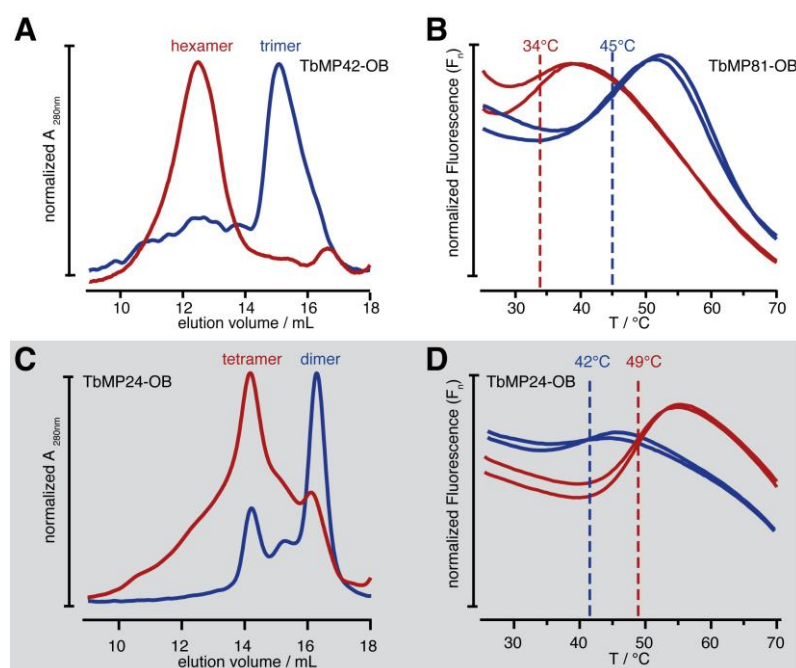 A
hexamer trimer
TbMP42-OB
normalized A 280nm
10 12 14 16 18
elution volume / mL
B
34°C 45°C
TbMP81-OB
normalized Fluorescence (Fn)
30 40 50 60 70
T / °C
C
tetramer dimer
TbMP24-OB
normalized A 280nm
10 12 14 16 18
elution volume / mL
D
42°C 49°C
TbMP24-OB
normalized Fluorescence (Fn)
30 40 50 60 70
T / °C